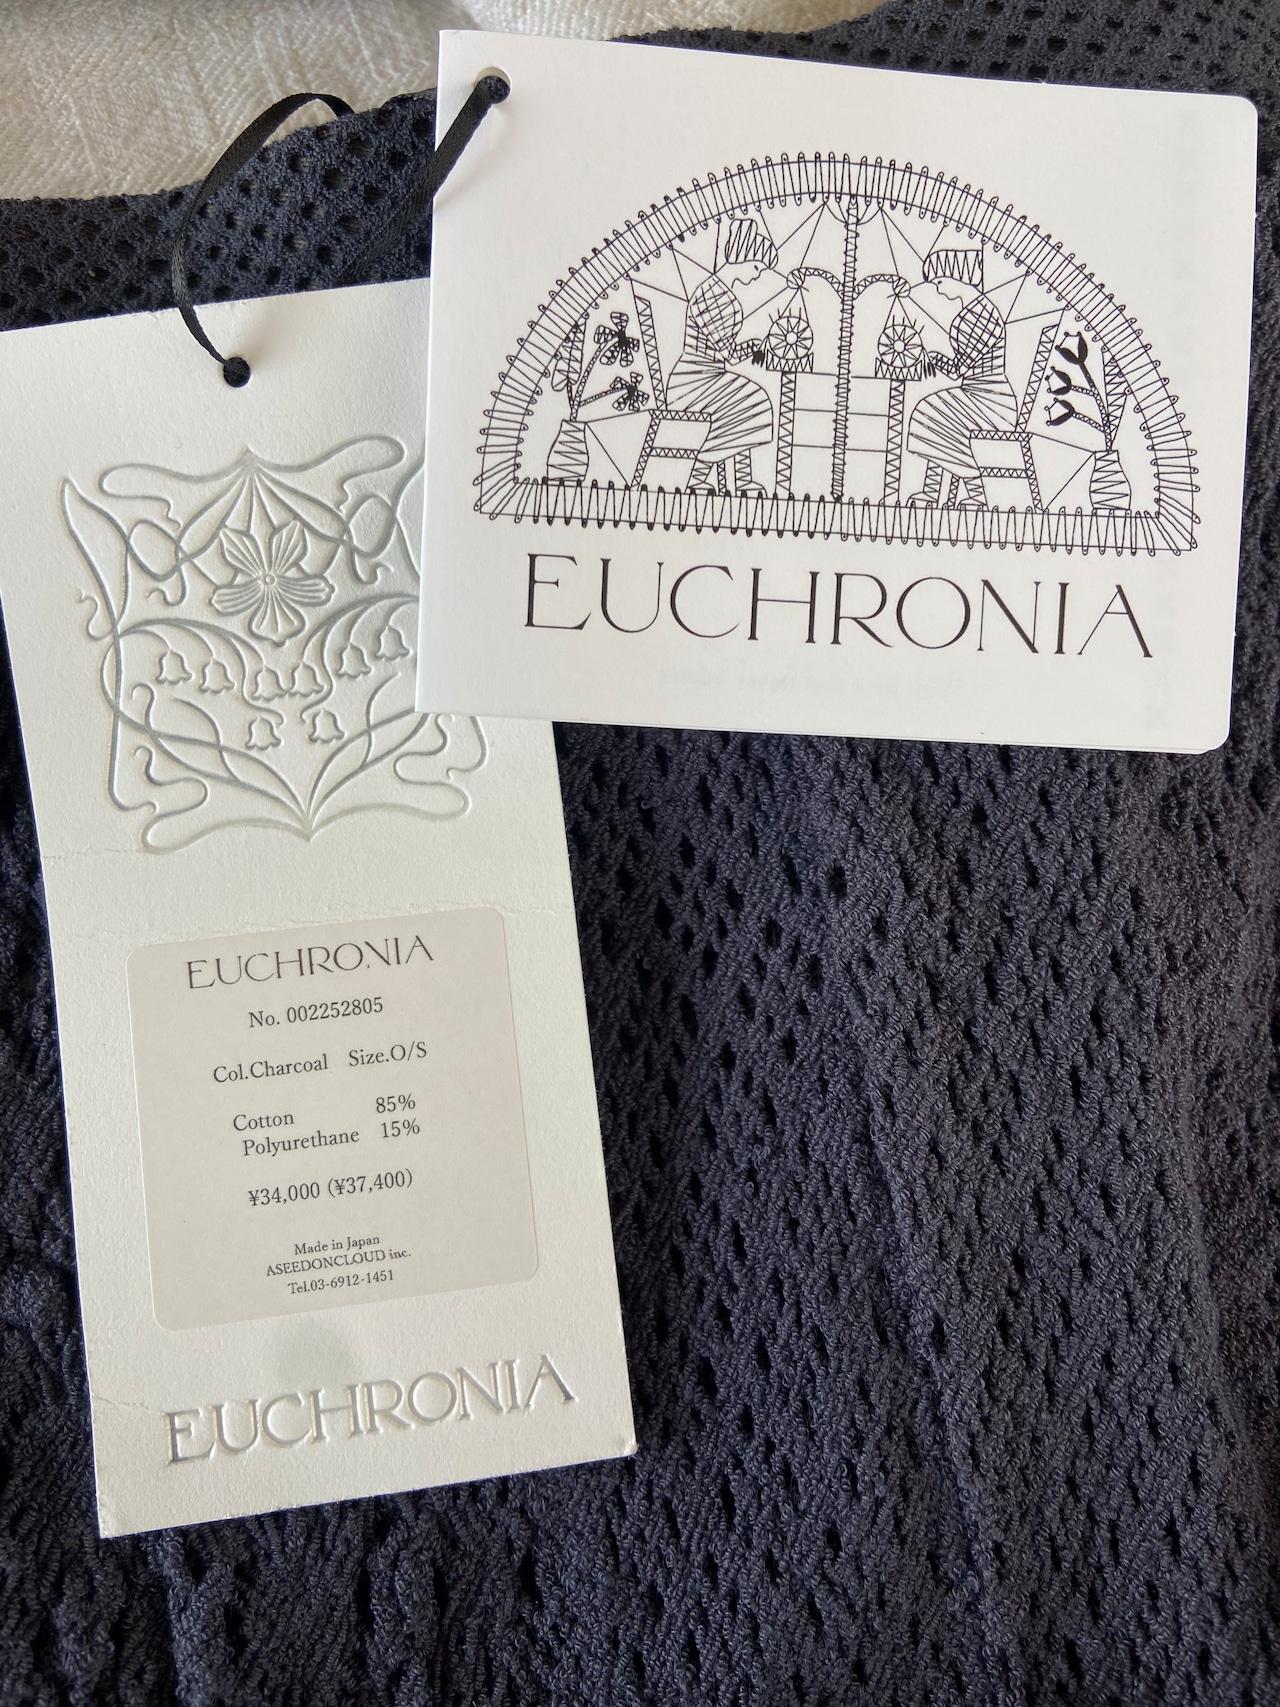 EUCHRONIA
EUCHRONIA
No. 002252805
Col.Charcoal Size.O/S
Cotton 85%
Polyurethane 15%
¥34,000 (¥37,400)
Made in Japan
ASEEDONCLOUD inc.
Tel.03-6912-1451
EUCHRONIA